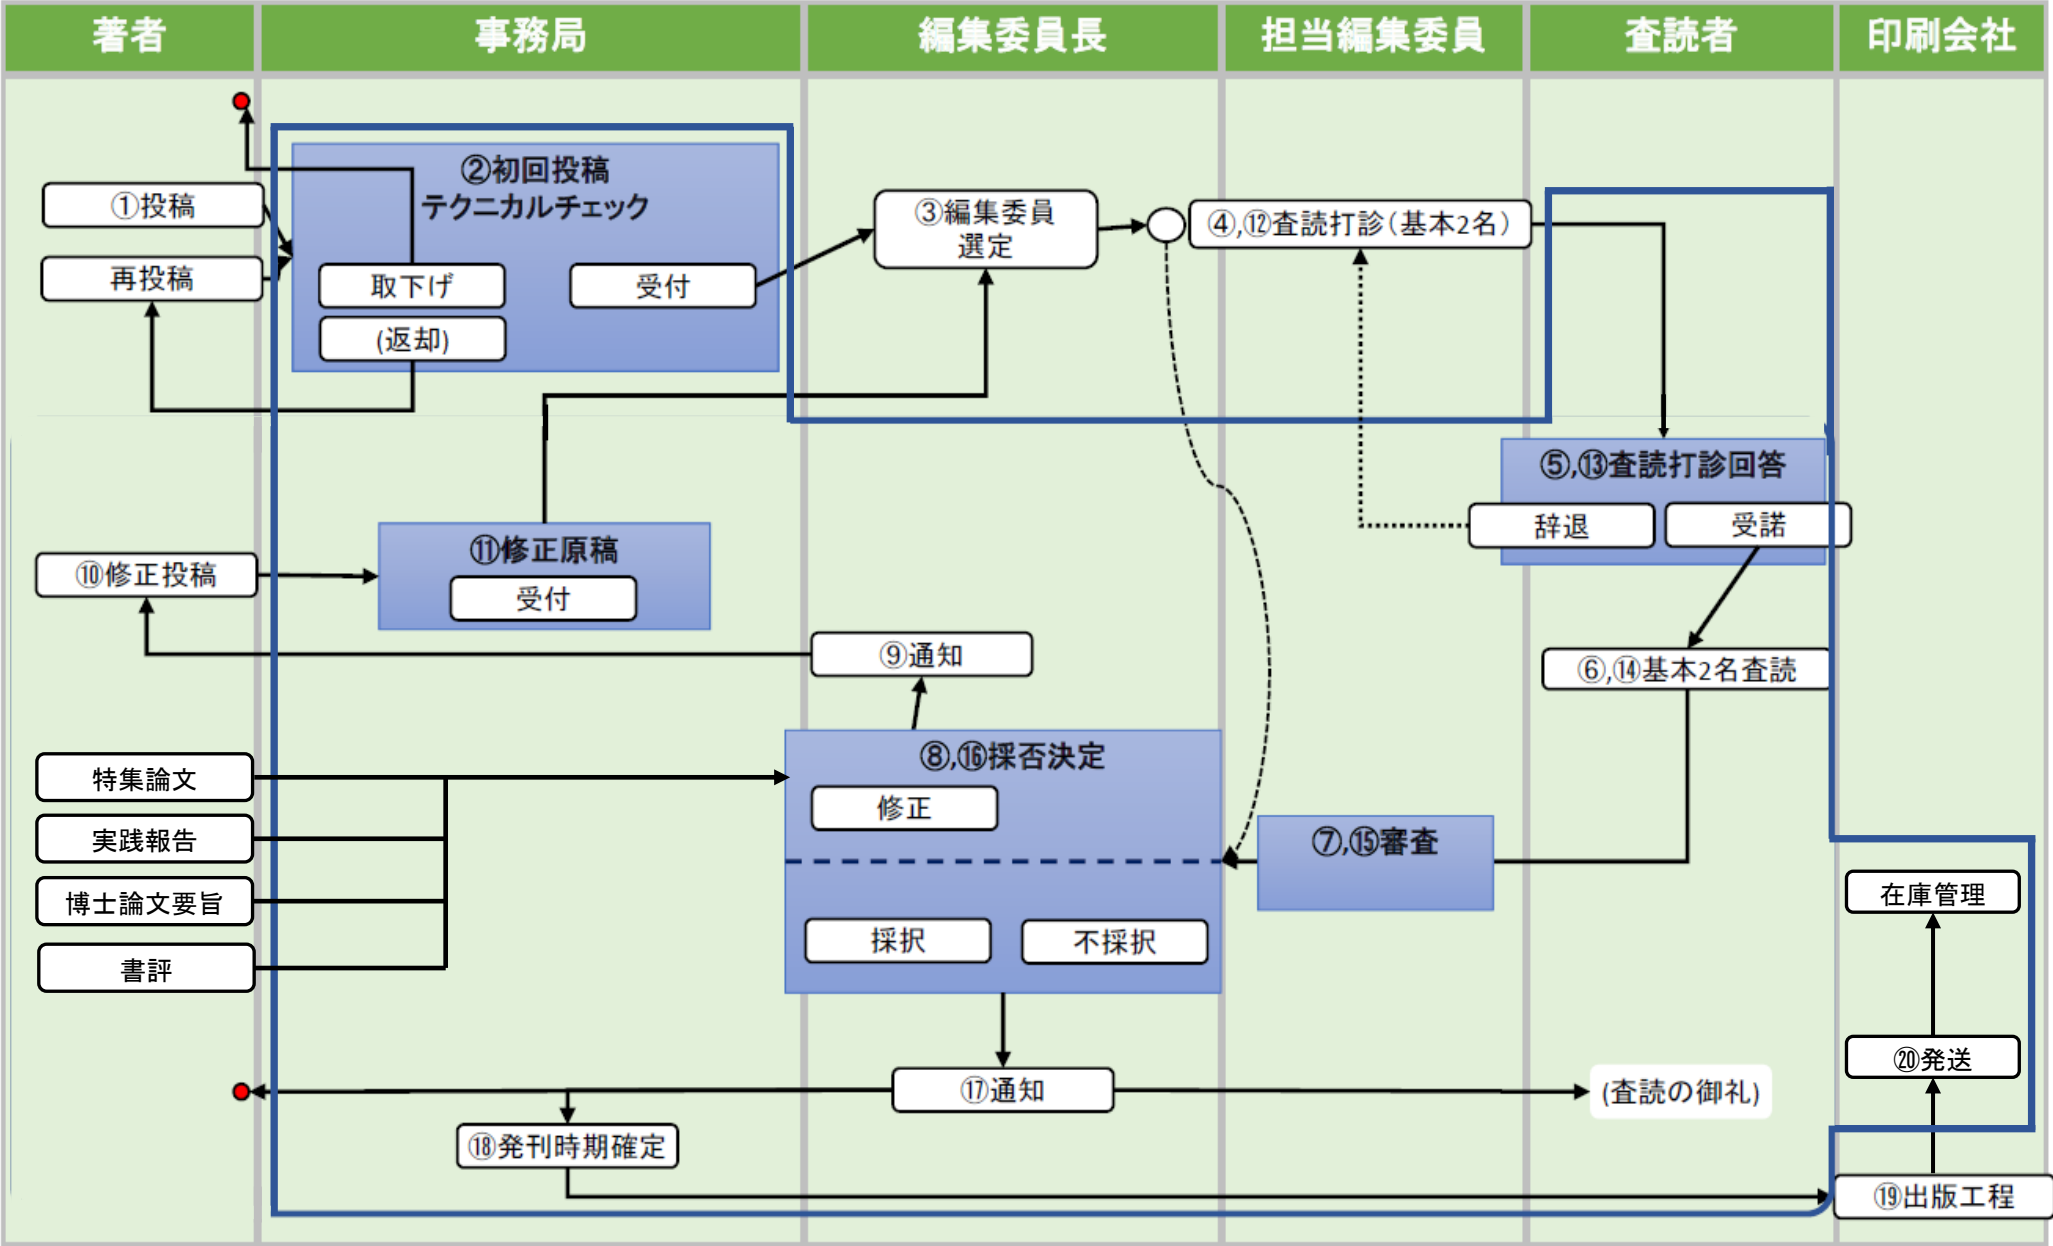 著者
事務局
編集委員長
担当編集委員
査読者
印刷会社
②初回投稿
テクニカルチェック
①投稿
再投稿
取下げ
(返却)
受付
③編集委員
選定
④,⑫査読打診（基本2名）
⑤,⑬査読打診回答
辞退
受諾
⑪修正原稿
受付
⑩修正投稿
⑨通知
⑥,⑭基本2名査読
⑧,⑯採否決定
修正
採択
不採択
⑦,⑮審査
特集論文
実践報告
博士論文要旨
書評
在庫管理
⑳発送
⑰通知
(査読の御礼)
⑱発刊時期確定
⑲出版工程